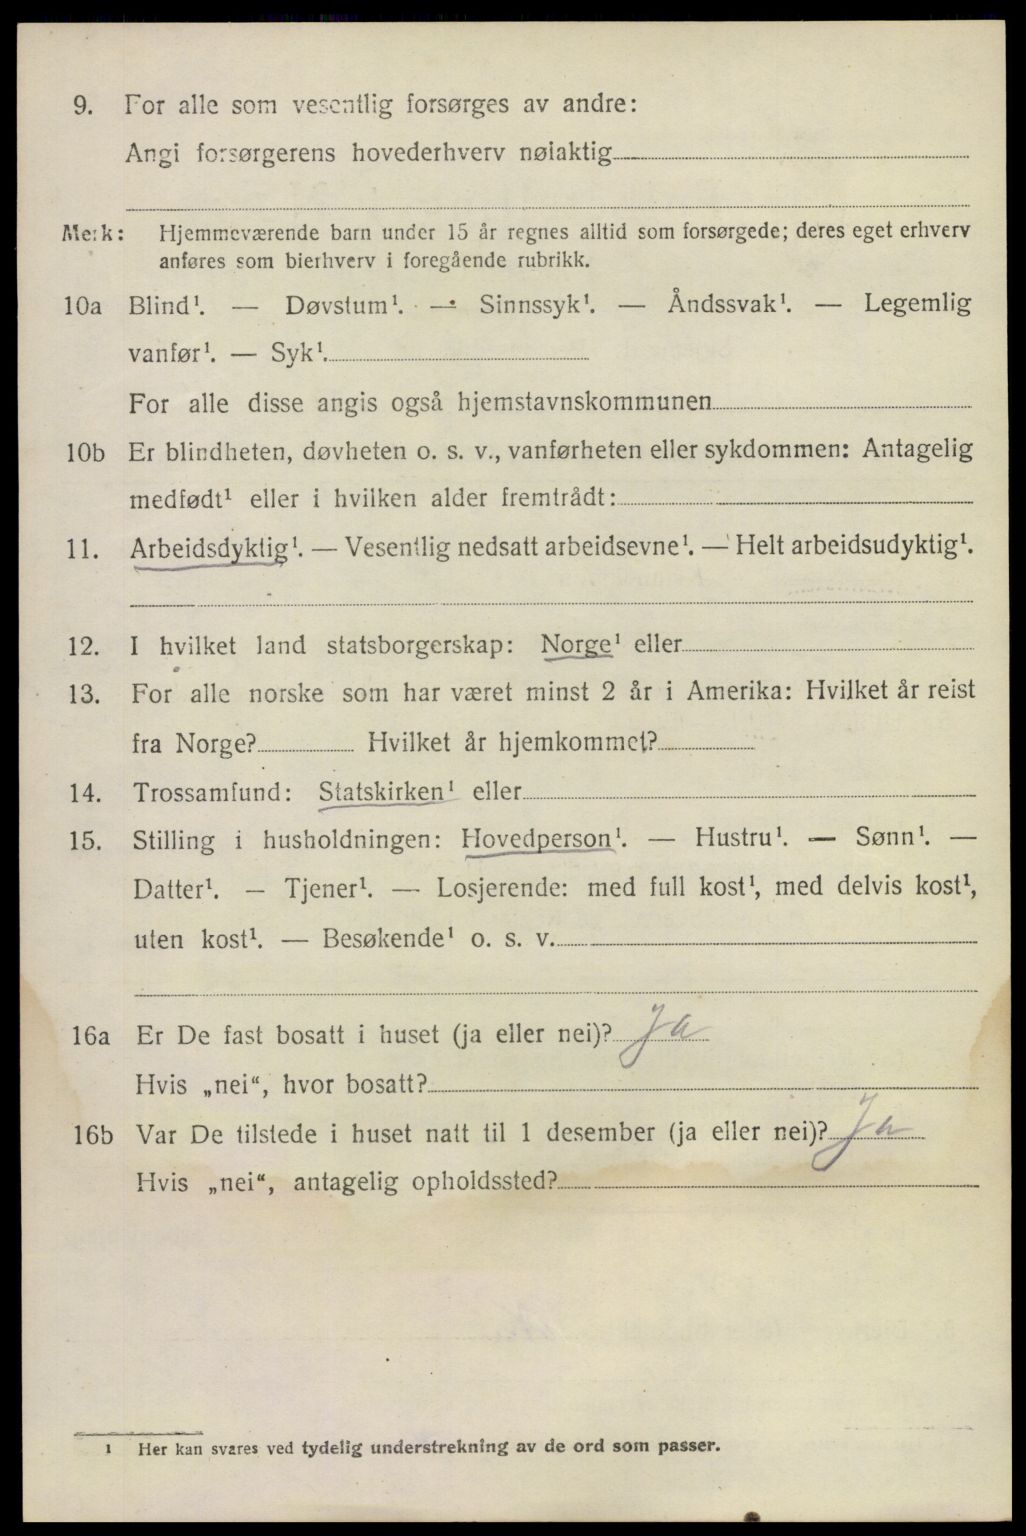 9. For alle som vesentlig forsørges av andre:
Angi forsørgerens hovederhverv nøiaktig
Merk: Hjemmeværende barn under 15 år regnes alltid som forsørgede; deres eget erhverv
anføres som bierhverv i foregående rubrikk.
10a Blind¹. — Døvstum¹. — Sinnssyk¹. — Åndssvak¹. — Legemlig
vanfør¹. — Syk¹.
For alle disse angis også hjemstavnskommunen
10b Er blindheten, døvheten o. s. v., vanførheten eller sykdommen: Antagelig
medfødt¹ eller i hvilken alder fremtrådt:
11. Arbeidsdyktig¹. — Vesentlig nedsatt arbeidsevne¹. — Helt arbeidsudyktig¹.
12. I hvilket land statsborgerskap: Norge¹ eller
13. For alle norske som har været minst 2 år i Amerika: Hvilket år reist
fra Norge? Hvilket år hjemkommet?
14. Trossamfund: Statskirken¹ eller
15. Stilling i husholdningen: Hovedperson¹. — Hustru¹. — Sønn¹. —
Datter¹. — Tjener¹. — Losjerende: med full kost¹, med delvis kost¹,
uten kost¹. — Besøkende¹ o. s. v.
16a Er De fast bosatt i huset (ja eller nei)? Ja
Hvis „nei“, hvor bosatt?
16b Var De tilstede i huset natt til 1 desember (ja eller nei)? Ja
Hvis „nei“, antagelig opholdssted?
1 Her kan svares ved tydelig understrekning av de ord som passer.